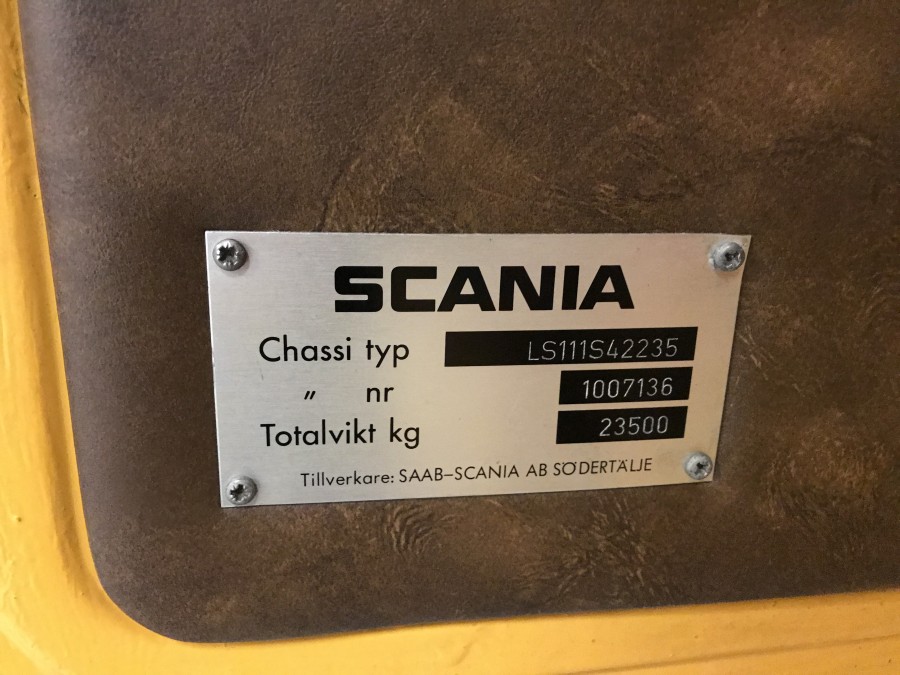 SCANIA
Chassi typ LS111S42235
„ nr 1007136
Totalvikt kg 23500
Tillverkare: SAAB–SCANIA AB SÖDERTÄLJE